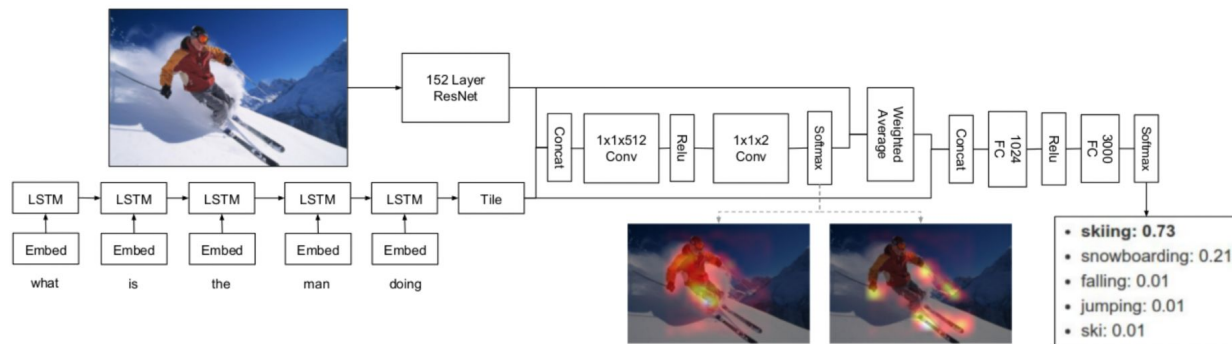 152 Layer
ResNet
Concat
1x1x512
Conv
Relu
1x1x2
Conv
Softmax
Weighted
Average
Concat
1024
FC
Relu
3000
FC
Softmax
LSTM
LSTM
LSTM
LSTM
LSTM
Tile
Embed
Embed
Embed
Embed
Embed
what
is
the
man
doing
• skiing: 0.73
• snowboarding: 0.21
• falling: 0.01
• jumping: 0.01
• ski: 0.01